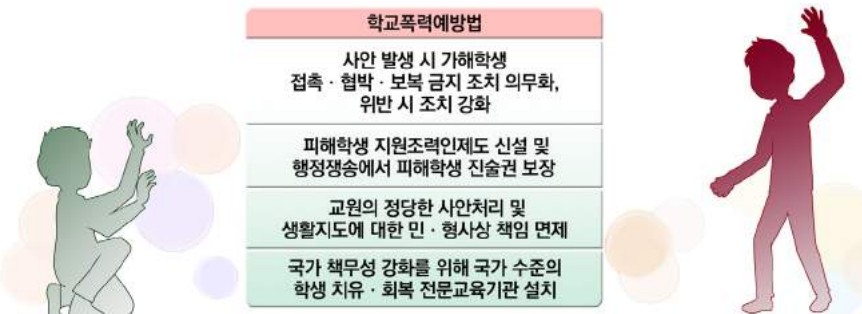 학교폭력예방법
사안 발생 시 가해학생
접촉 · 협박 · 보복 금지 조치 의무화,
위반 시 조치 강화
피해학생 지원조력인제도 신설 및
행정쟁송에서 피해학생 진술권 보장
교원의 정당한 사안처리 및
생활지도에 대한 민 · 형사상 책임 면제
국가 책무성 강화를 위해 국가 수준의
학생 치유 · 회복 전문교육기관 설치